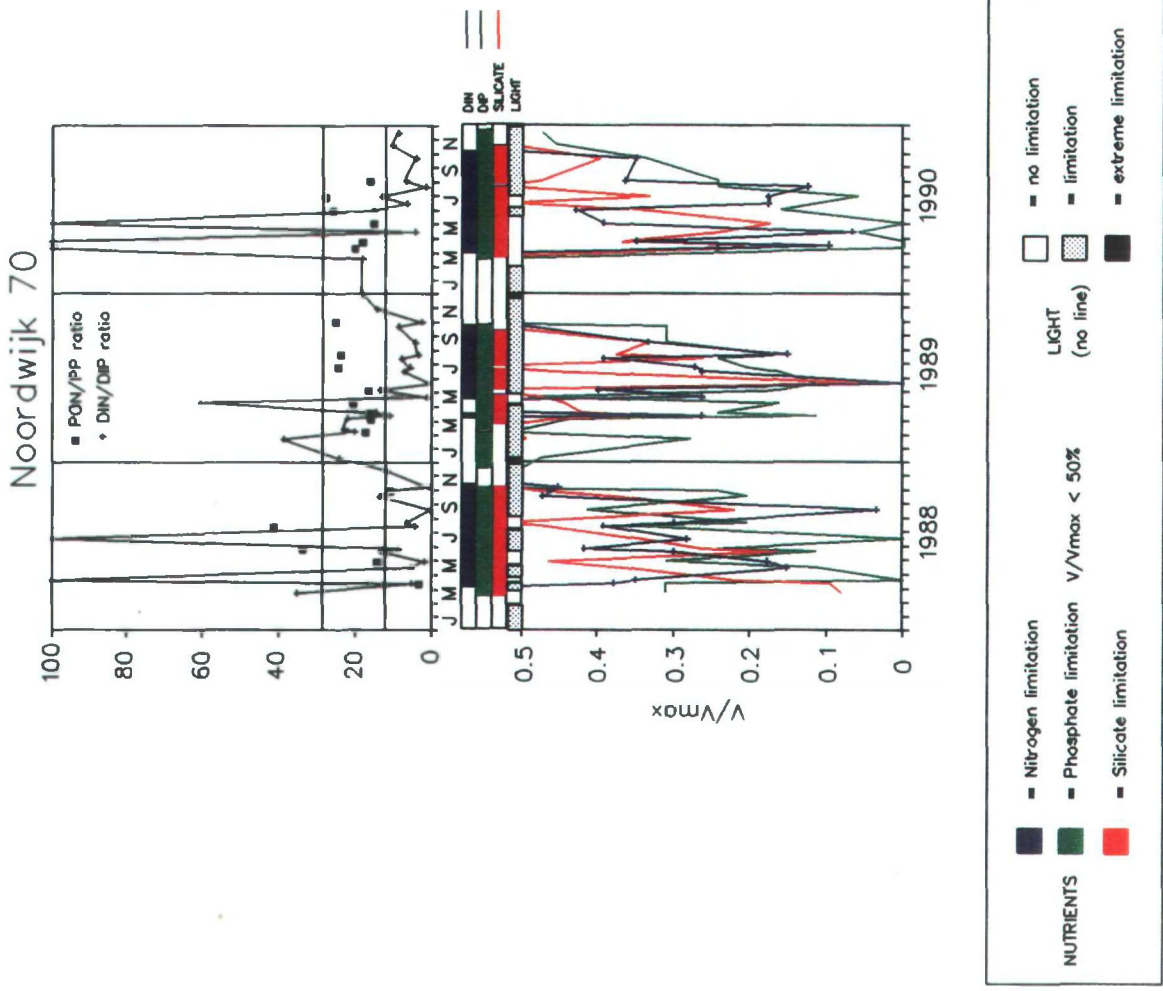 Noordwijk 70
100
80
60
40
20
0
PON/PP ratio
DIN/DIP ratio
J M M J S N J M M J S N J M M J S N
DIN
DIP
SILICATE
LIGHT
0.5
0.4
0.3
0.2
0.1
0
V/Vmax
1988 1989 1990
NUTRIENTS
= Nitrogen limitation
= Phosphate limitation V/Vmax < 50%
= Silicate limitation
LIGHT
(no line)
= no limitation
= limitation
= extreme limitation